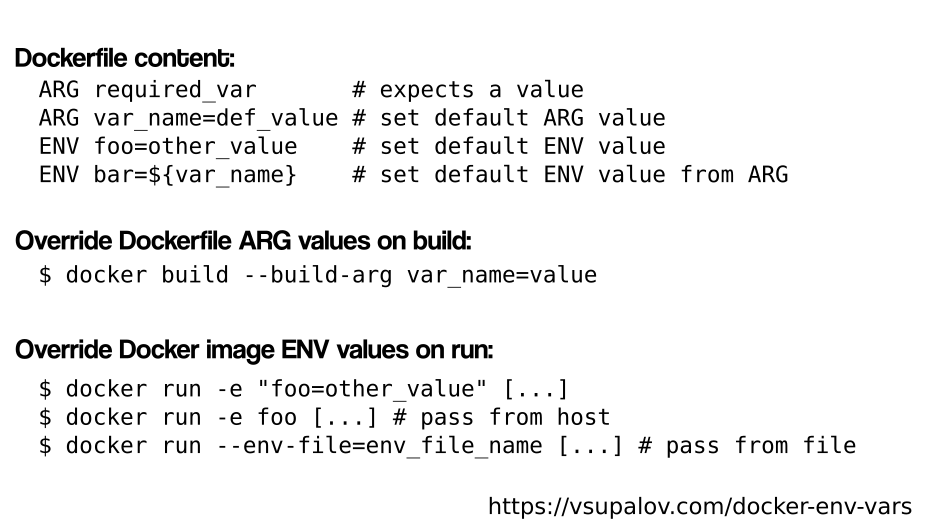 Dockerfile content:
ARG required_var       # expects a value
ARG var_name=def_value # set default ARG value
ENV foo=other_value    # set default ENV value
ENV bar=${var_name}    # set default ENV value from ARG
Override Dockerfile ARG values on build:
$ docker build --build-arg var_name=value
Override Docker image ENV values on run:
$ docker run -e "foo=other_value" [...]
$ docker run -e foo [...] # pass from host
$ docker run --env-file=env_file_name [...] # pass from file
https://vsupalov.com/docker-env-vars